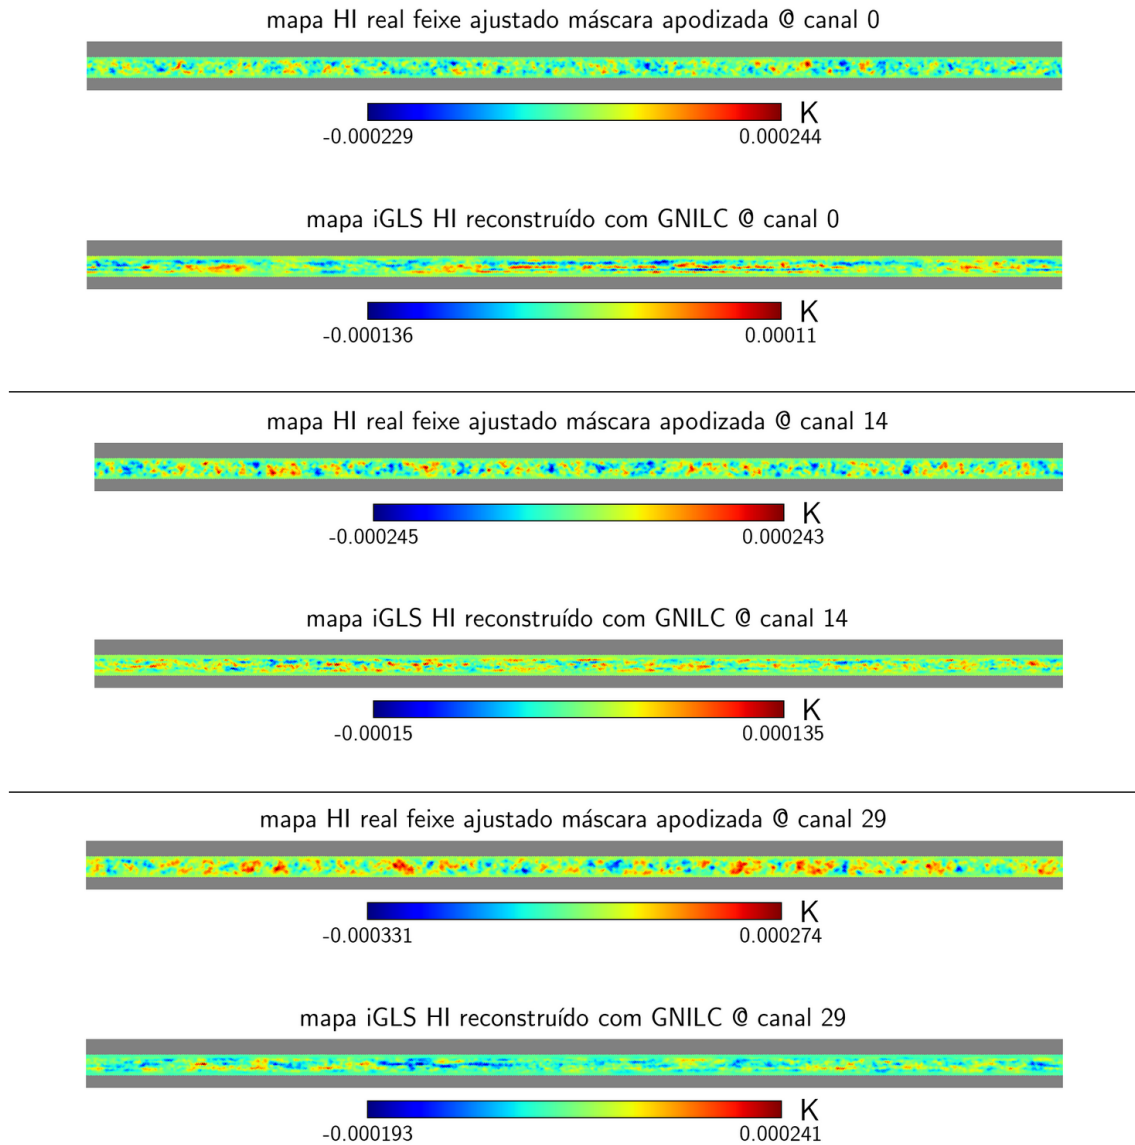 mapa HI real feixe ajustado máscara apodizada @ canal 0
K
-0.000229 0.000244
mapa iGLS HI reconstruído com GNILC @ canal 0
K
-0.000136 0.00011
mapa HI real feixe ajustado máscara apodizada @ canal 14
K
-0.000245 0.000243
mapa iGLS HI reconstruído com GNILC @ canal 14
K
-0.00015 0.000135
mapa HI real feixe ajustado máscara apodizada @ canal 29
K
-0.000331 0.000274
mapa iGLS HI reconstruído com GNILC @ canal 29
K
-0.000193 0.000241